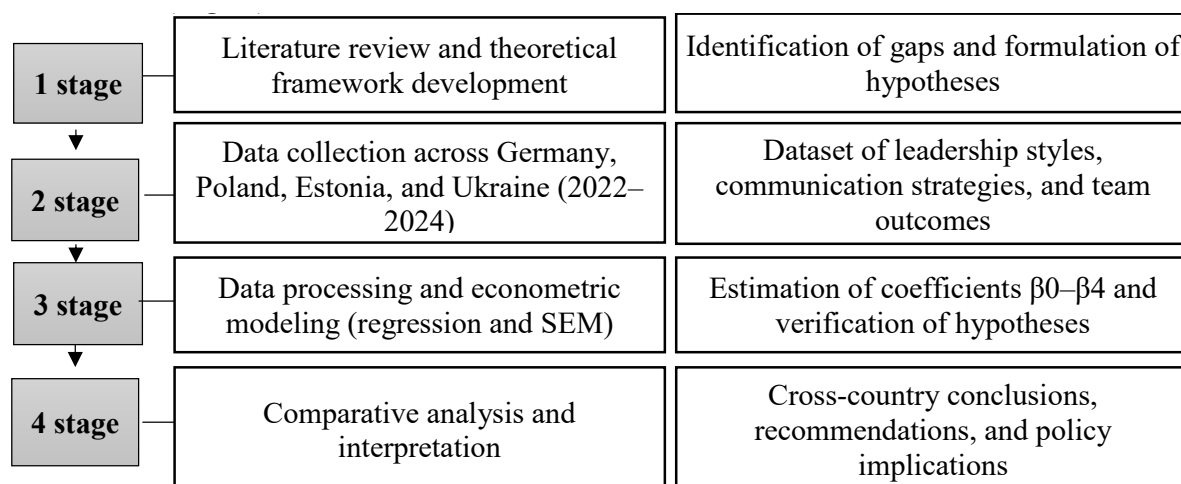 1 stage
Literature review and theoretical
framework development
Identification of gaps and formulation of
hypotheses
2 stage
Data collection across Germany,
Poland, Estonia, and Ukraine (2022–
2024)
Dataset of leadership styles,
communication strategies, and team
outcomes
3 stage
Data processing and econometric
modeling (regression and SEM)
Estimation of coefficients β0–β4 and
verification of hypotheses
4 stage
Comparative analysis and
interpretation
Cross-country conclusions,
recommendations, and policy
implications